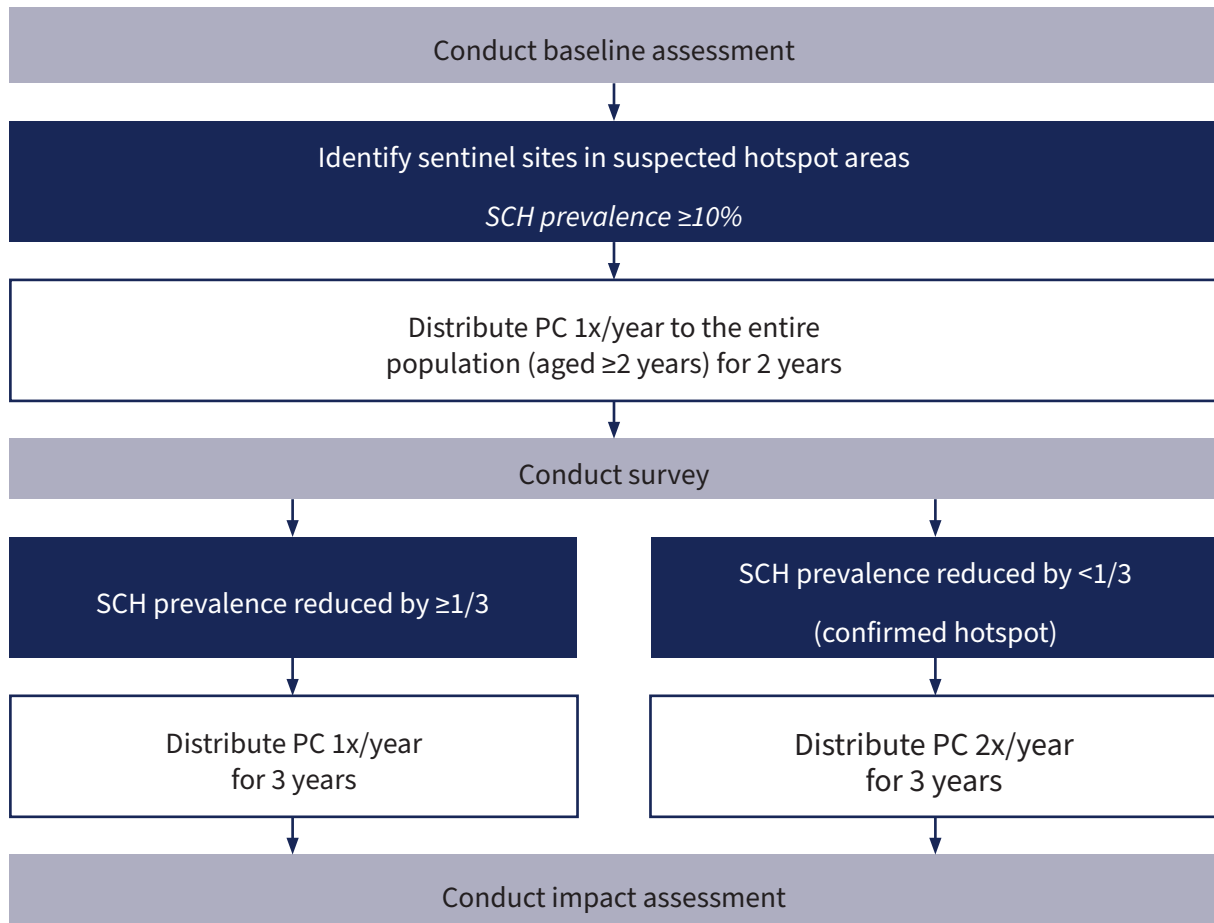 Conduct baseline assessment
Identify sentinel sites in suspected hotspot areas
SCH prevalence ≥10%
Distribute PC 1x/year to the entire
population (aged ≥2 years) for 2 years
Conduct survey
SCH prevalence reduced by ≥1/3
SCH prevalence reduced by <1/3
(confirmed hotspot)
Distribute PC 1x/year
for 3 years
Distribute PC 2x/year
for 3 years
Conduct impact assessment